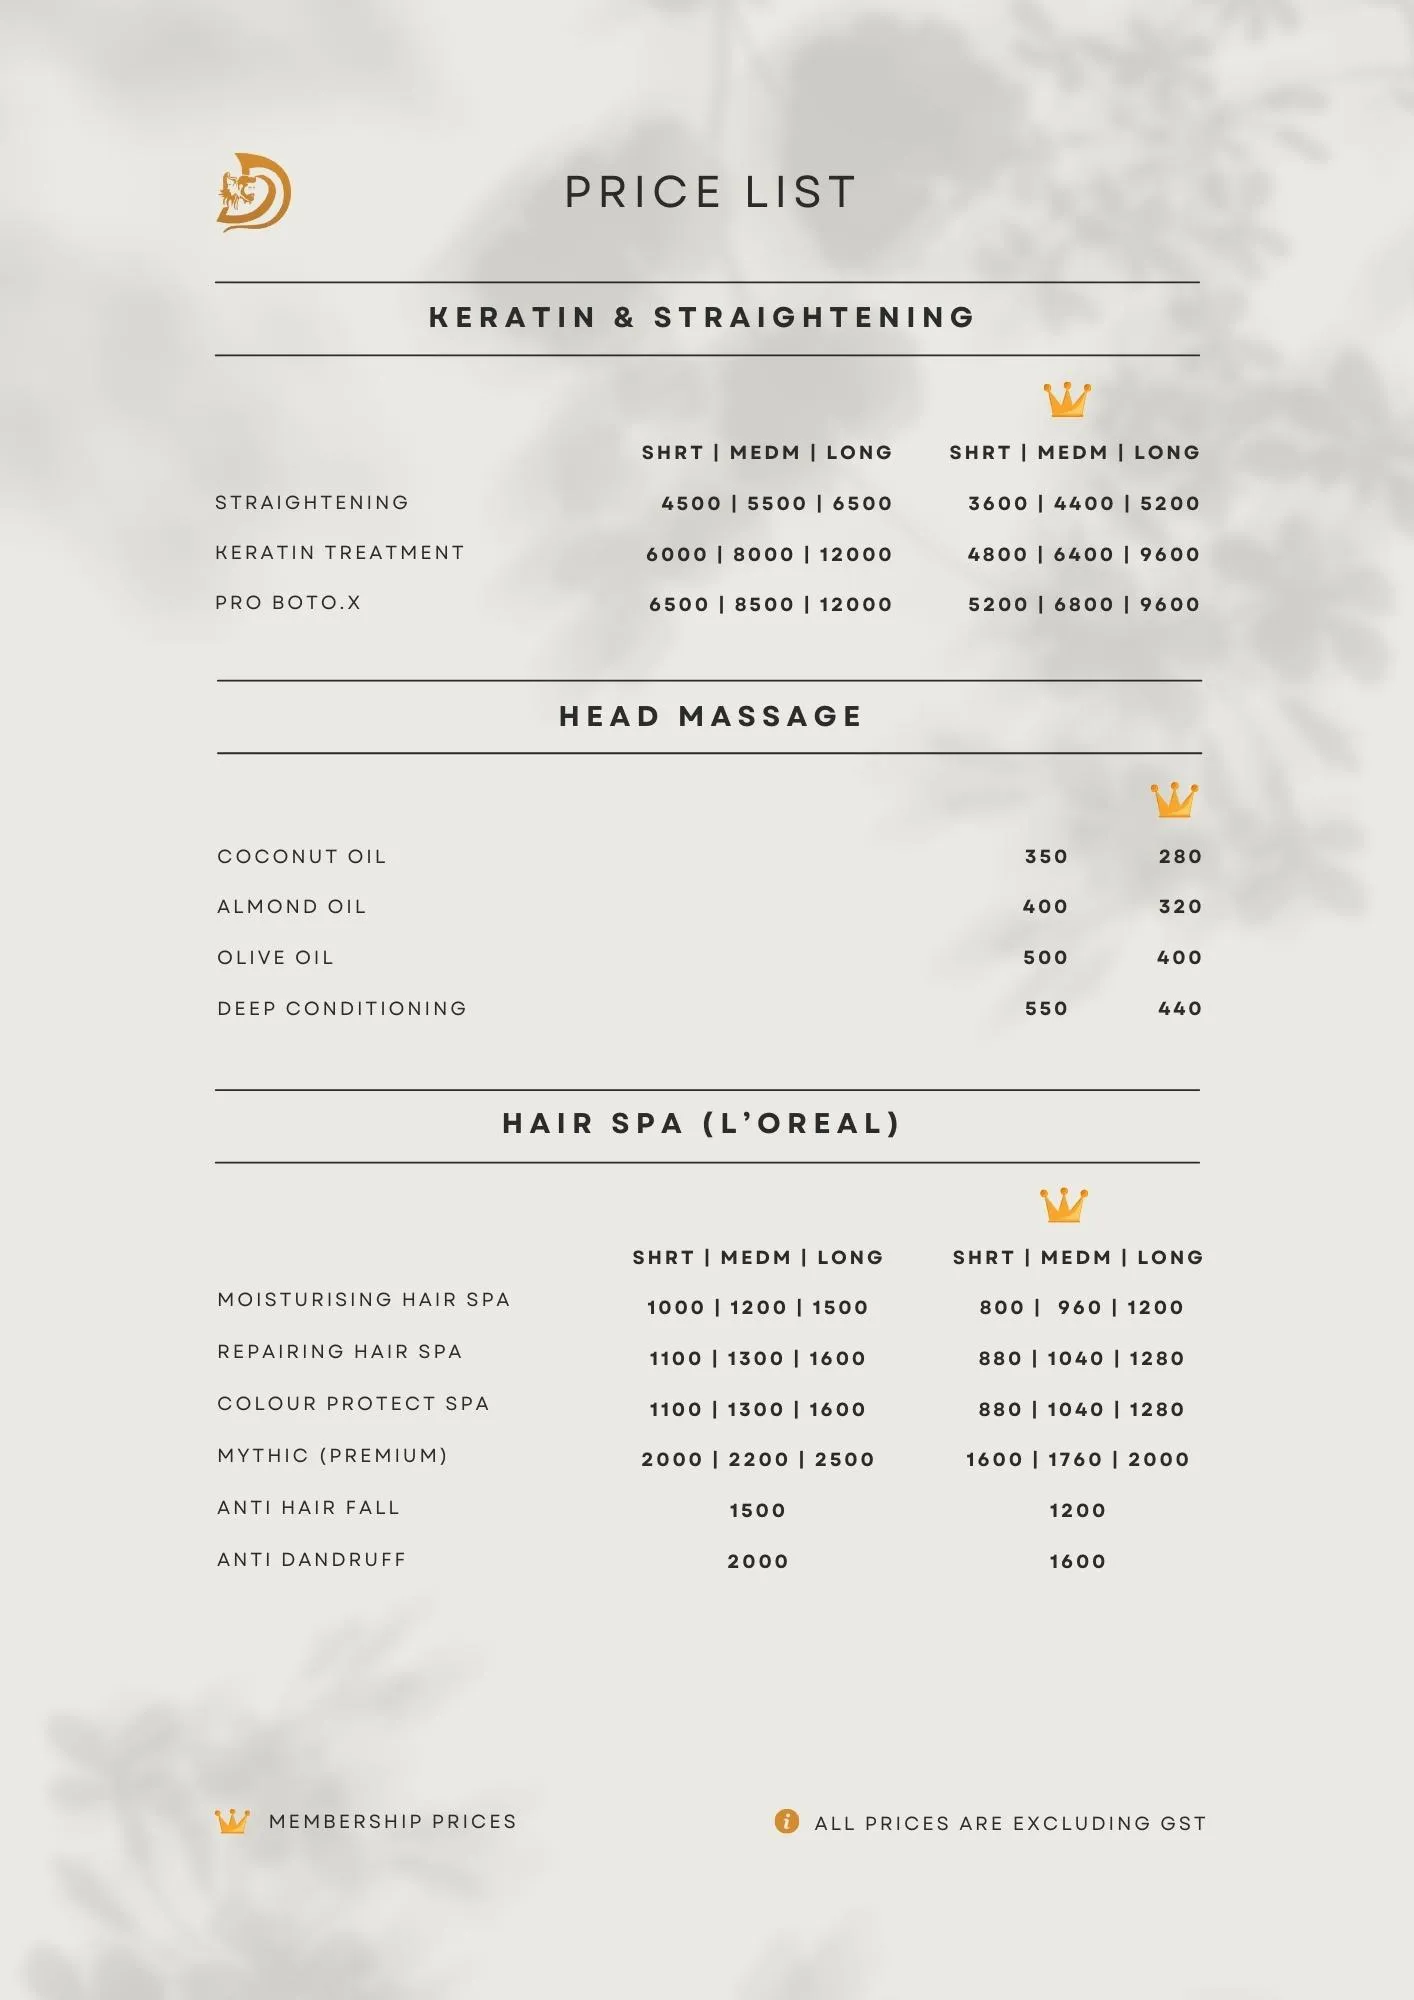 PRICE LIST
KERATIN & STRAIGHTENING
SHRT | MEDM | LONG SHRT | MEDM | LONG
STRAIGHTENING 4500 | 5500 | 6500 3600 | 4400 | 5200
KERATIN TREATMENT 6000 | 8000 | 12000 4800 | 6400 | 9600
PRO BOTO.X 6500 | 8500 | 12000 5200 | 6800 | 9600
HEAD MASSAGE
COCONUT OIL 350 280
ALMOND OIL 400 320
OLIVE OIL 500 400
DEEP CONDITIONING 550 440
HAIR SPA (L’OREAL)
SHRT | MEDM | LONG SHRT | MEDM | LONG
MOISTURISING HAIR SPA 1000 | 1200 | 1500 800 | 960 | 1200
REPAIRING HAIR SPA 1100 | 1300 | 1600 880 | 1040 | 1280
COLOUR PROTECT SPA 1100 | 1300 | 1600 880 | 1040 | 1280
MYTHIC (PREMIUM) 2000 | 2200 | 2500 1600 | 1760 | 2000
ANTI HAIR FALL 1500 1200
ANTI DANDRUFF 2000 1600
MEMBERSHIP PRICES i ALL PRICES ARE EXCLUDING GST